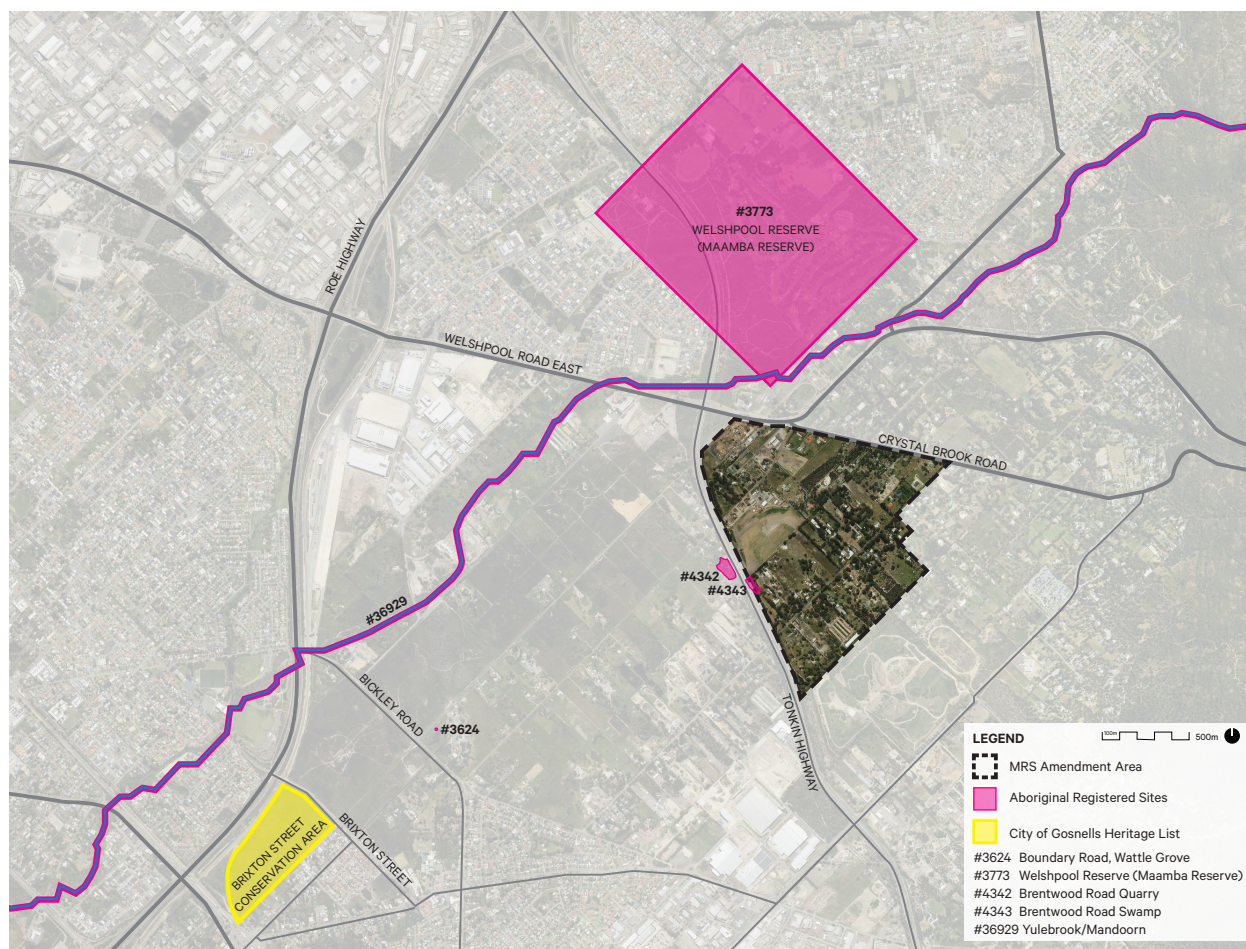 #3773
WELSHPOOL RESERVE
(MAAMBA RESERVE)
ROE HIGHWAY
WELSHPOOL ROAD EAST
CRYSTAL BROOK ROAD
#4342
#4343
#36929
BICKLEY ROAD
#3624
TONKIN HIGHWAY
BRIXTON STREET
CONSERVATION AREA
BRIXTON STREET
LEGEND
100m
500m
MRS Amendment Area
Aboriginal Registered Sites
City of Gosnells Heritage List
#3624 Boundary Road, Wattle Grove
#3773 Welshpool Reserve (Maamba Reserve)
#4342 Brentwood Road Quarry
#4343 Brentwood Road Swamp
#36929 Yulebrook/Mandoorn